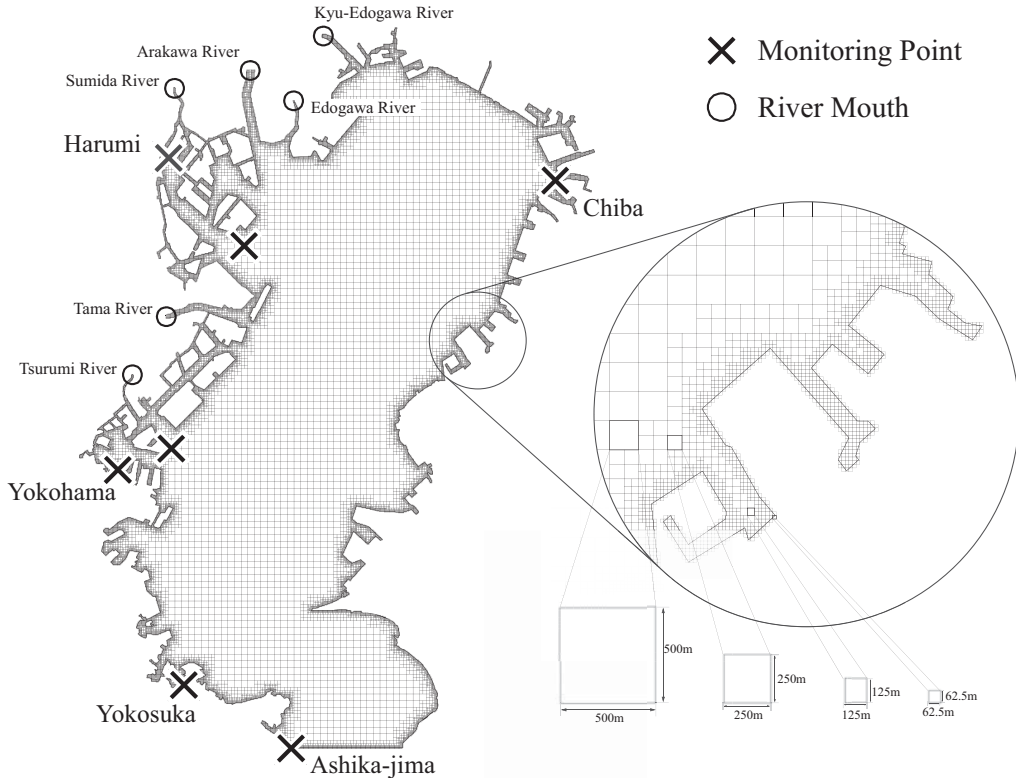 Kyu-Edogawa River
Arakawa River
Sumida River
Edogawa River
Harumi
Monitoring Point
River Mouth
Chiba
Tama River
Tsurumi River
Yokohama
Yokosuka
Ashika-jima
500m
500m
250m
250m
125m
125m
62.5m
62.5m